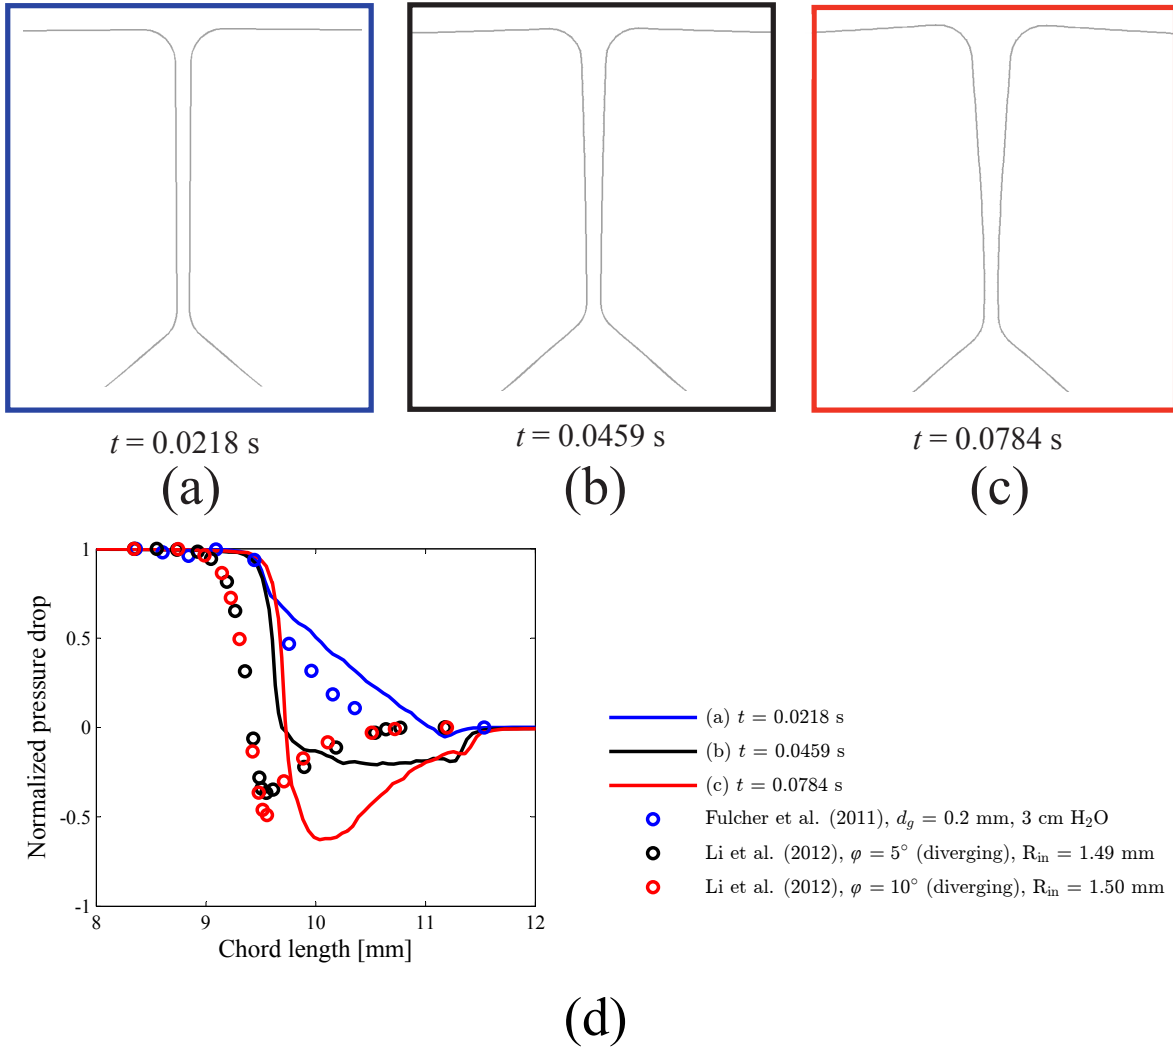 t = 0.0218 s
t = 0.0459 s
t = 0.0784 s
(a)
(b)
(c)
Normalized pressure drop
1
0.5
0
-0.5
-1
8
9
10
11
12
Chord length [mm]
(a) t = 0.0218 s
(b) t = 0.0459 s
(c) t = 0.0784 s
Fulcher et al. (2011), d_g = 0.2 mm, 3 cm H₂O
Li et al. (2012), φ = 5° (diverging), R_in = 1.49 mm
Li et al. (2012), φ = 10° (diverging), R_in = 1.50 mm
(d)